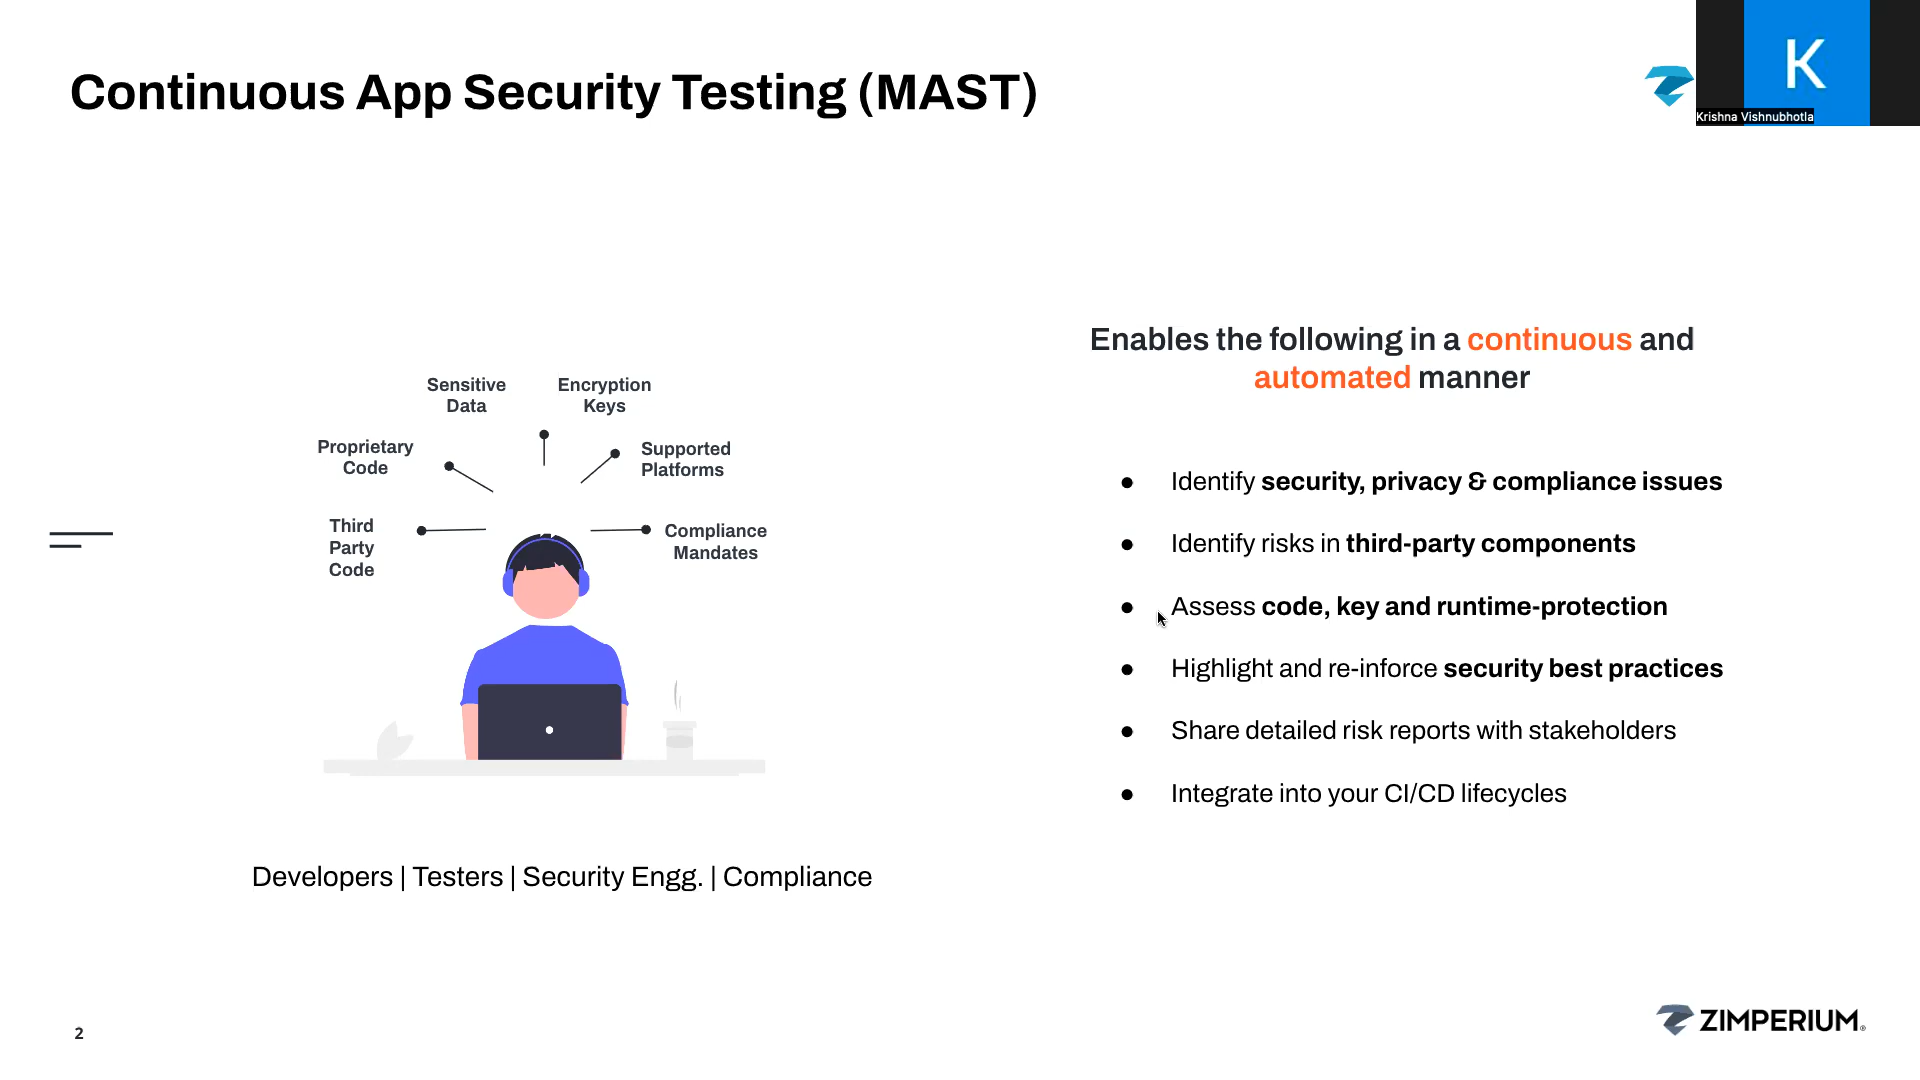 Continuous App Security Testing (MAST)
K
Krishna Vishnubhotla
Sensitive
Data
Encryption
Keys
Proprietary
Code
Supported
Platforms
Third
Party
Code
Compliance
Mandates
Developers | Testers | Security Engg. | Compliance
Enables the following in a continuous and
automated manner
● Identify security, privacy & compliance issues
● Identify risks in third-party components
● Assess code, key and runtime-protection
● Highlight and re-inforce security best practices
● Share detailed risk reports with stakeholders
● Integrate into your CI/CD lifecycles
2
ZIMPERIUM®